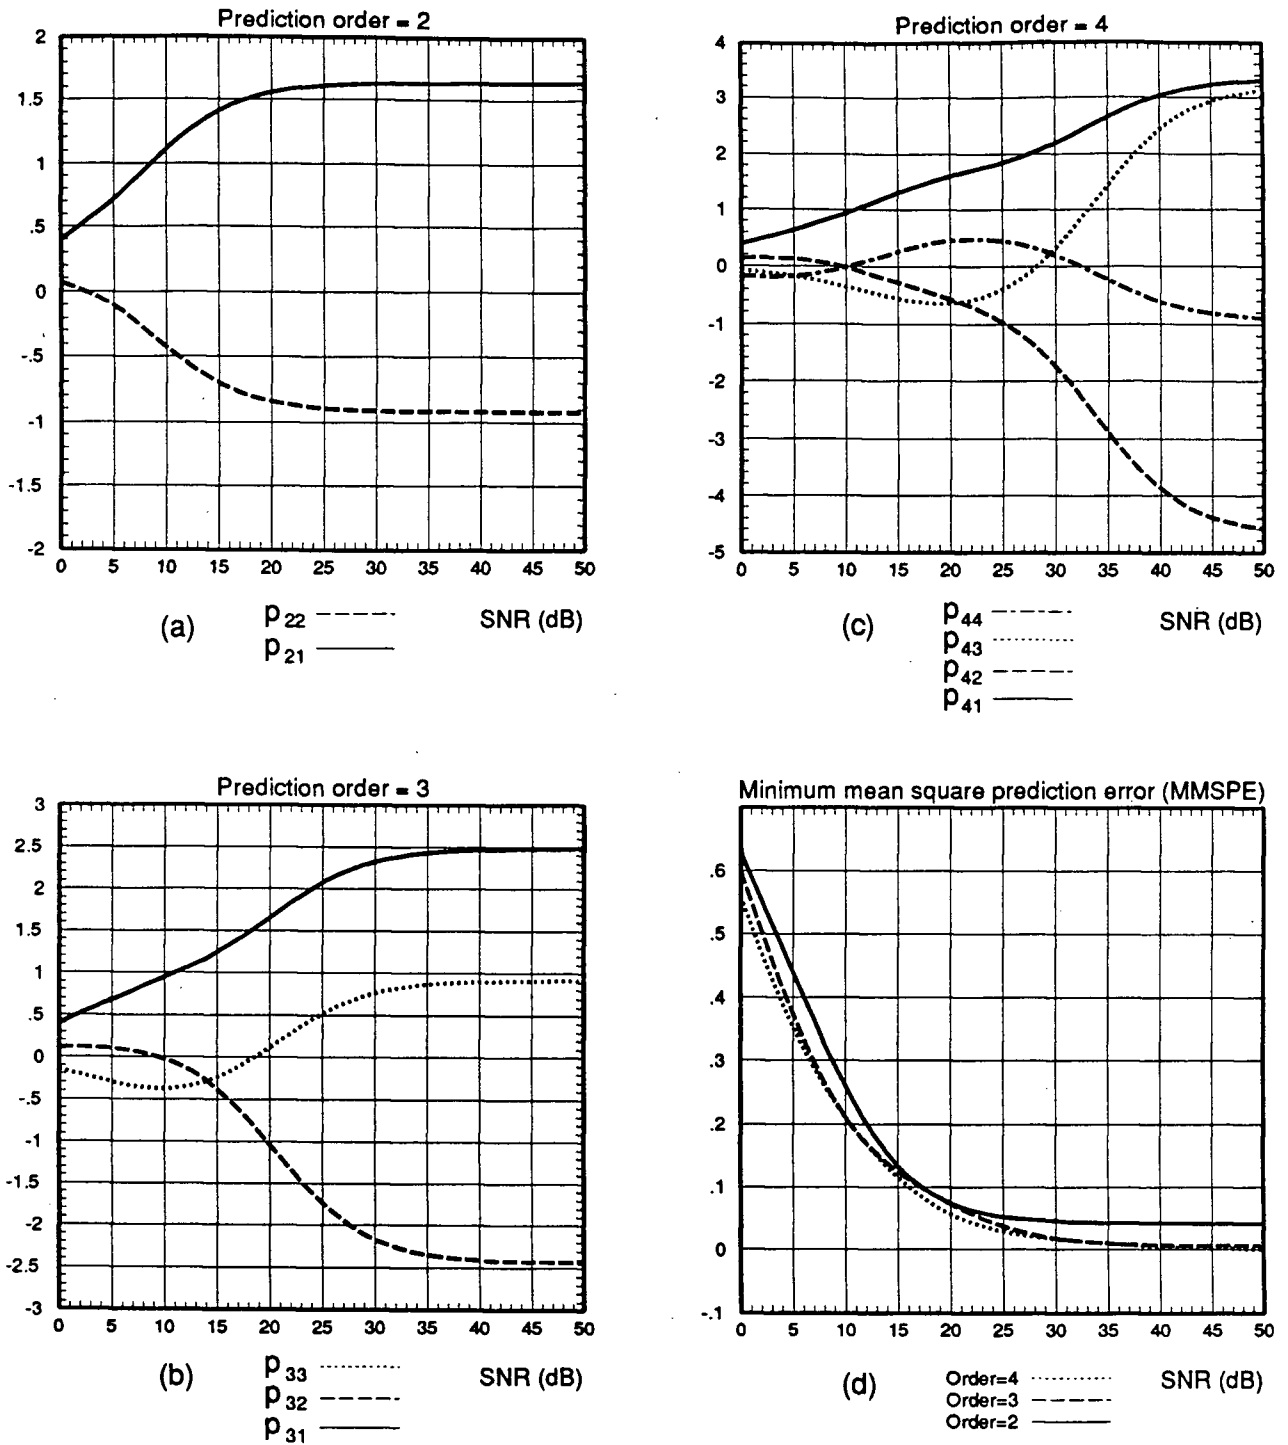 Prediction order = 2
2
1.5
1
.5
0
-.5
-1
-1.5
-2
0 5 10 15 20 25 30 35 40 45 50
(a)
p22
p21
SNR (dB)
Prediction order = 4
4
3
2
1
0
-1
-2
-3
-4
-5
0 5 10 15 20 25 30 35 40 45 50
(c)
p44
p43
p42
p41
SNR (dB)
Prediction order = 3
3
2.5
2
1.5
1
.5
0
-.5
-1
-1.5
-2
-2.5
-3
0 5 10 15 20 25 30 35 40 45 50
(b)
p33
p32
p31
SNR (dB)
Minimum mean square prediction error (MMSPE)
.6
.5
.4
.3
.2
.1
0
-.1
0 5 10 15 20 25 30 35 40 45 50
(d)
Order=4
Order=3
Order=2
SNR (dB)